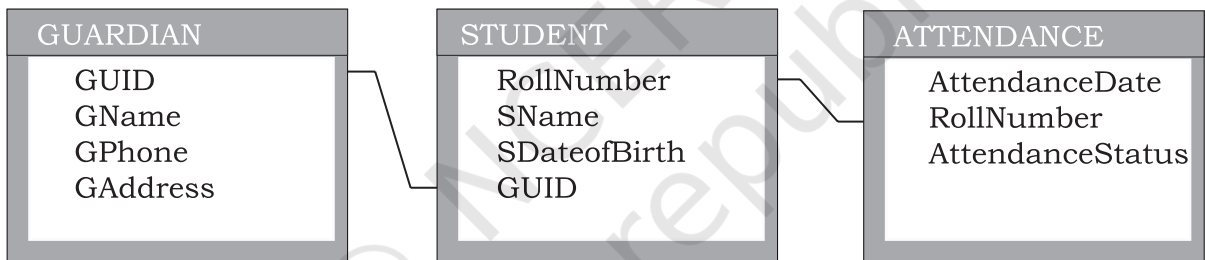 GUARDIAN
GUID
GName
GPhone
GAddress
STUDENT
RollNumber
SName
SDateofBirth
GUID
ATTENDANCE
AttendanceDate
RollNumber
AttendanceStatus